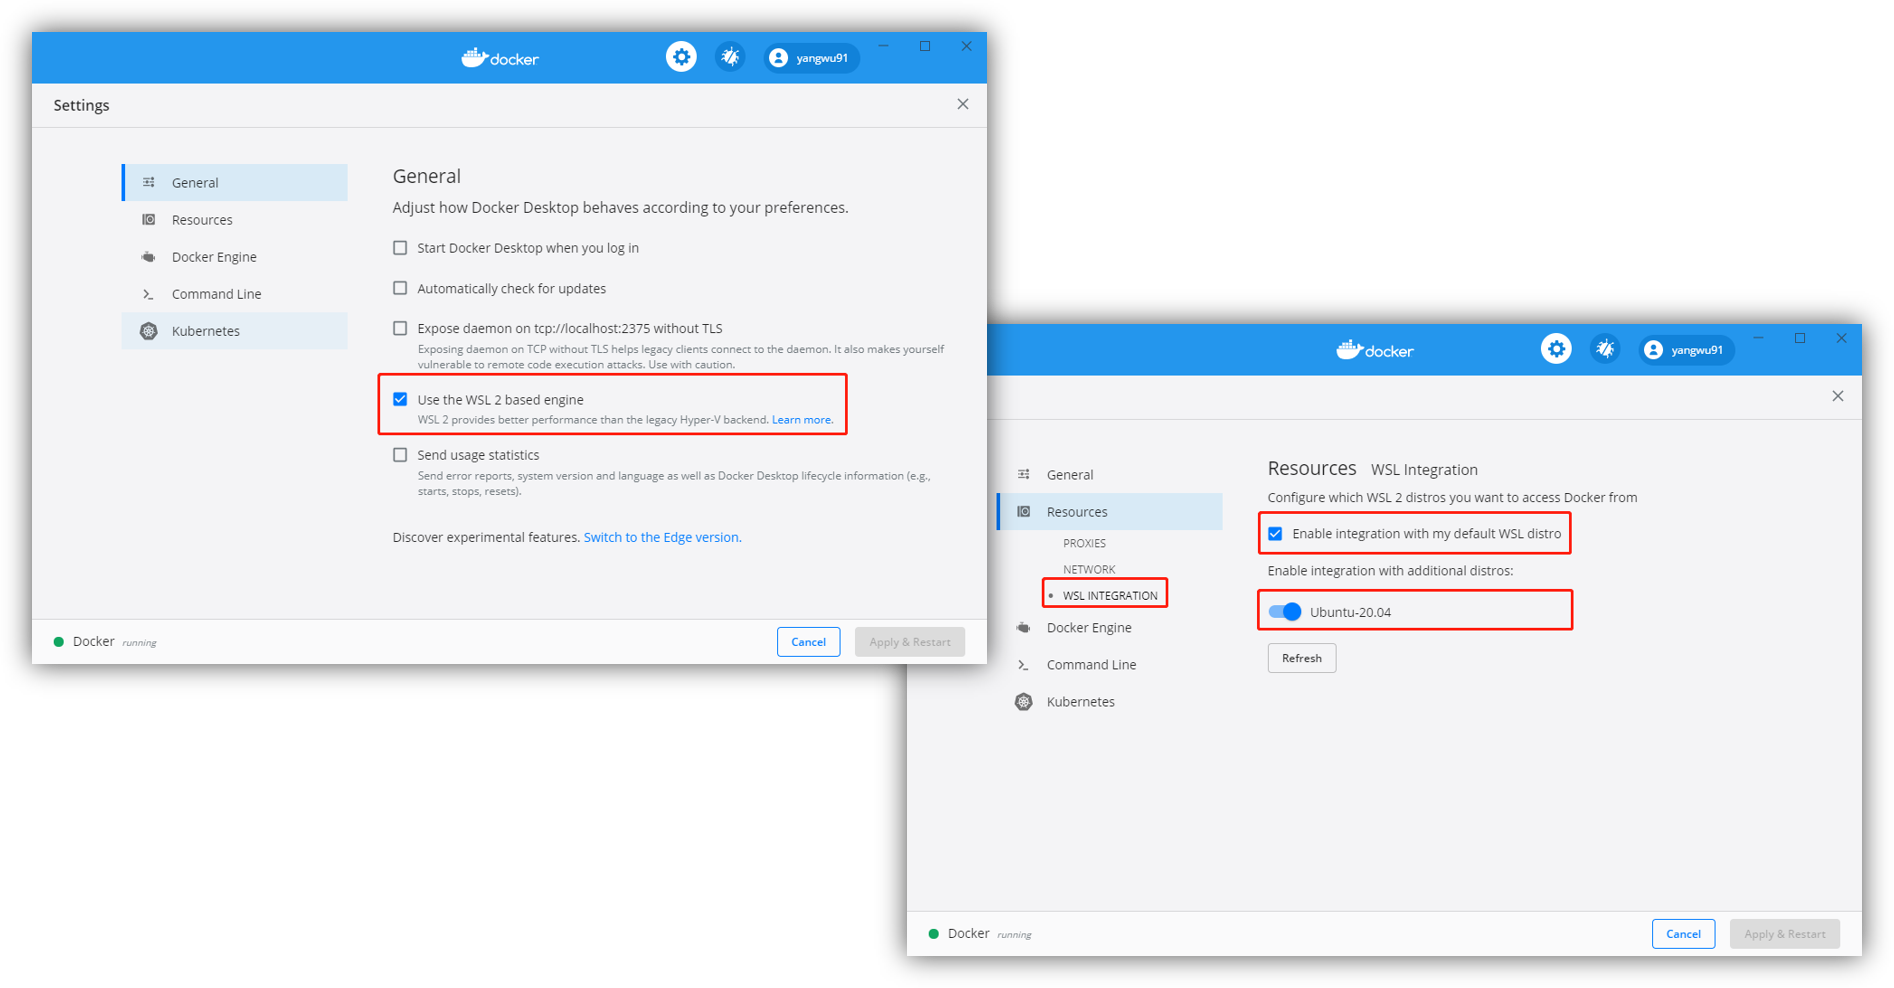 docker
yangwu91
Settings
General
Resources
Docker Engine
Command Line
Kubernetes
General
Adjust how Docker Desktop behaves according to your preferences.
Start Docker Desktop when you log in
Automatically check for updates
Expose daemon on tcp://localhost:2375 without TLS
Exposing daemon on TCP without TLS helps legacy clients connect to the daemon. It also makes yourself
vulnerable to remote code execution attacks. Use with caution.
Use the WSL 2 based engine
WSL 2 provides better performance than the legacy Hyper-V backend. Learn more.
Send usage statistics
Send error reports, system version and language as well as Docker Desktop lifecycle information (e.g.,
starts, stops, resets).
Discover experimental features. Switch to the Edge version.
Docker running
Cancel
Apply & Restart
docker
yangwu91
General
Resources
PROXIES
NETWORK
WSL INTEGRATION
Docker Engine
Command Line
Kubernetes
Resources WSL Integration
Configure which WSL 2 distros you want to access Docker from
Enable integration with my default WSL distro
Enable integration with additional distros:
Ubuntu-20.04
Refresh
Docker running
Cancel
Apply & Restart